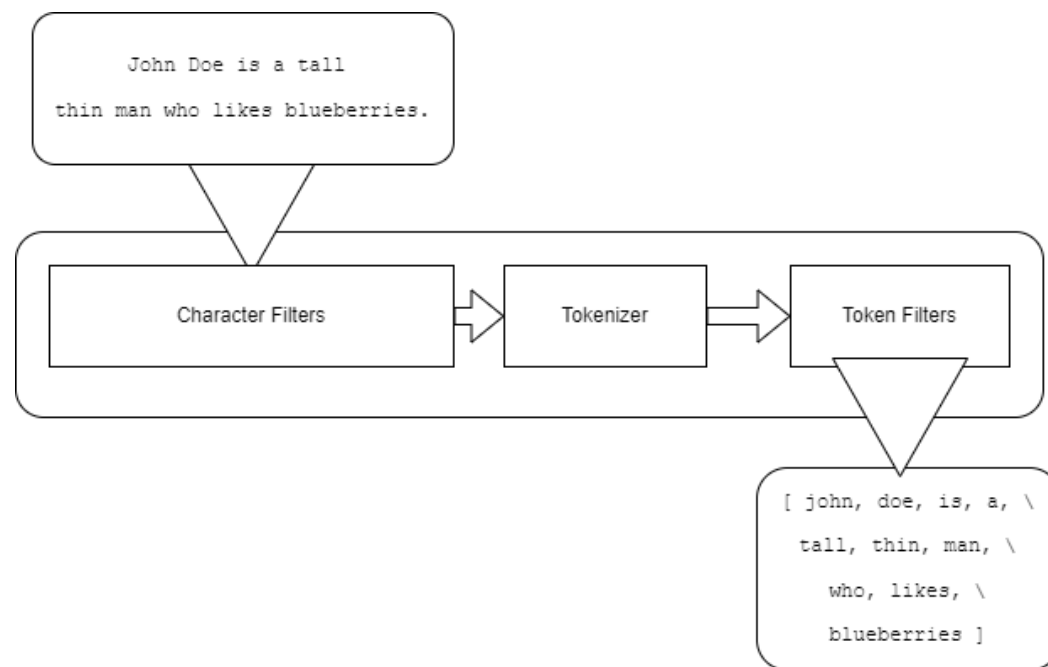 John Doe is a tall
thin man who likes blueberries.
Character Filters
Tokenizer
Token Filters
[ john, doe, is, a, \
tall, thin, man, \
who, likes, \
blueberries ]